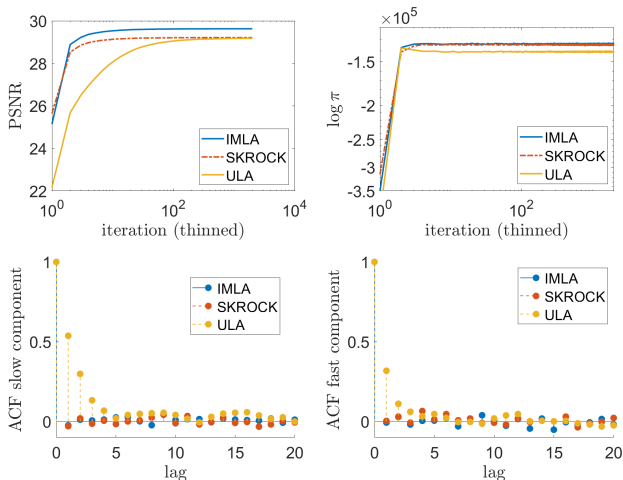 30
28
26
24
22
PSNR
IMLA
SKROCK
ULA
10^0
10^2
10^4
iteration (thinned)
×10^5
-1.5
-2
-3
-3.5
log π
IMLA
SKROCK
ULA
10^0
10^2
iteration (thinned)
1
0.5
0
ACF slow component
IMLA
SKROCK
ULA
0
5
10
15
20
lag
1
0.5
0
ACF fast component
IMLA
SKROCK
ULA
0
5
10
15
20
lag